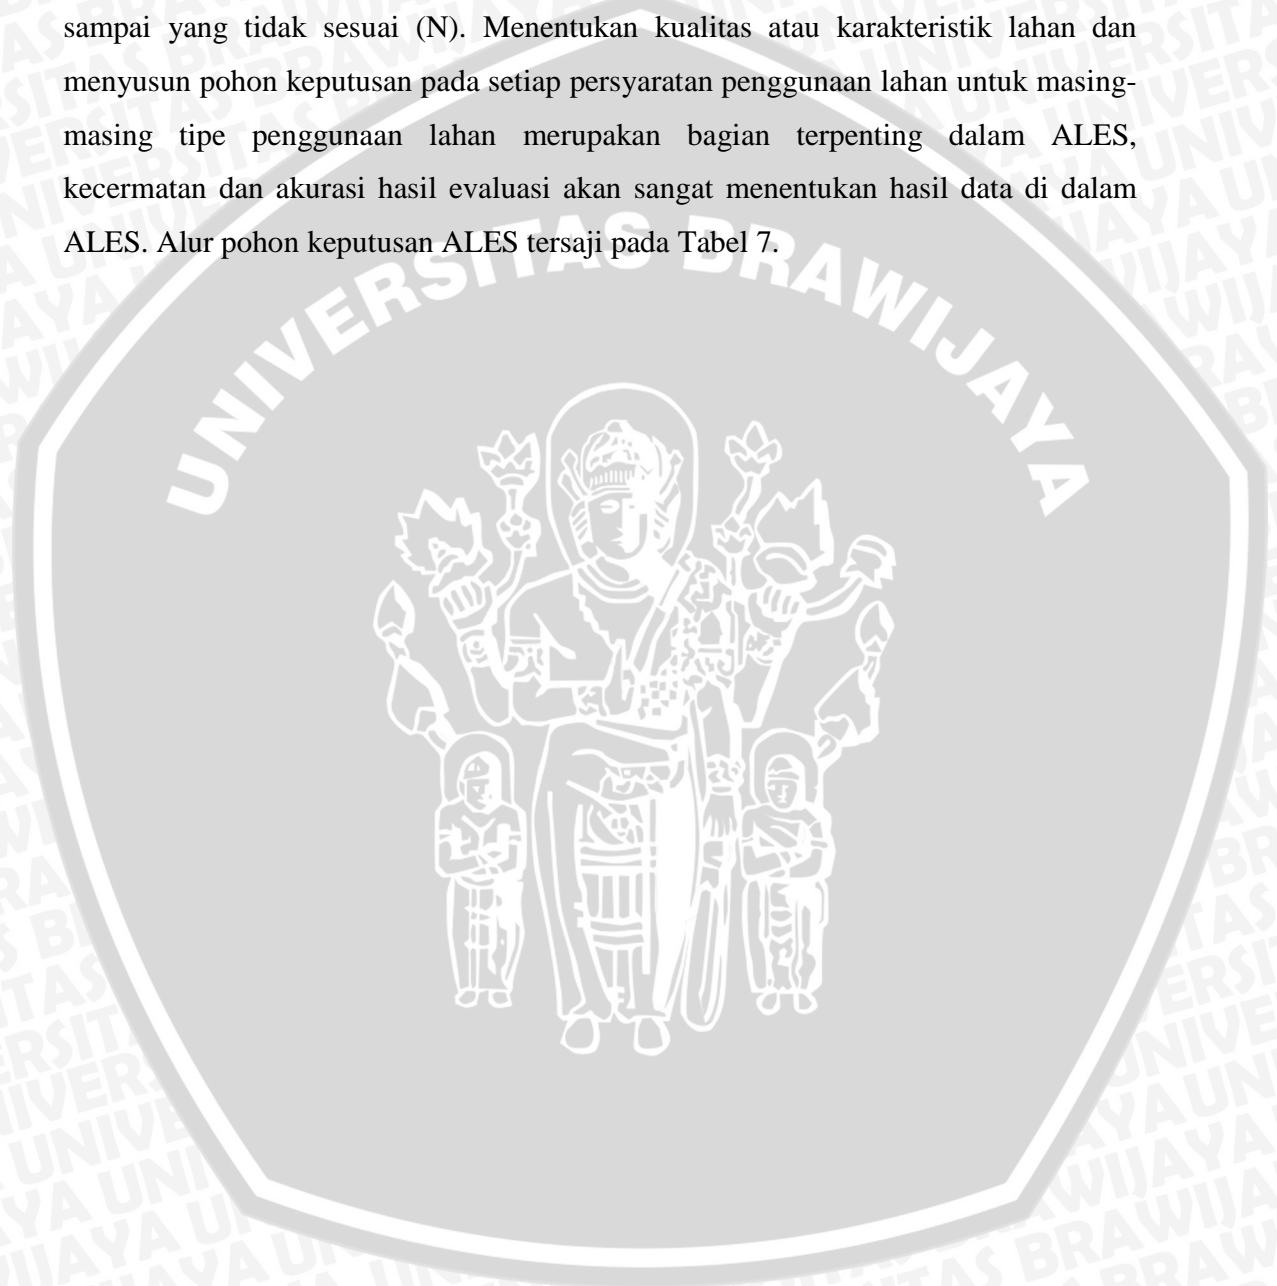 sampai yang tidak sesuai (N). Menentukan kualitas atau karakteristik lahan dan
menyusun pohon keputusan pada setiap persyaratan penggunaan lahan untuk masing-
masing tipe penggunaan lahan merupakan bagian terpenting dalam ALES,
kecermatan dan akurasi hasil evaluasi akan sangat menentukan hasil data di dalam
ALES. Alur pohon keputusan ALES tersaji pada Tabel 7.
UNIVERSITAS BRAWIJAYA